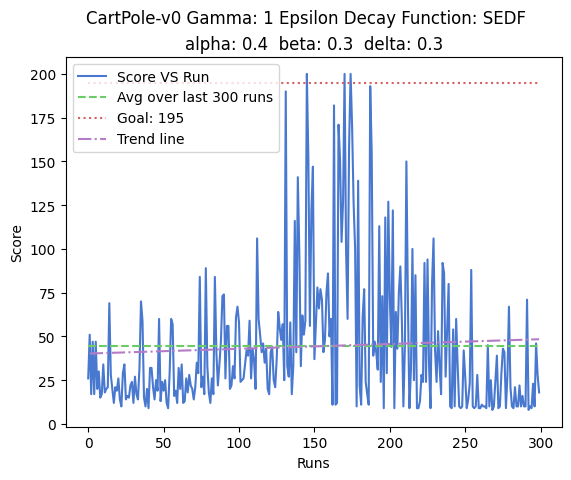 CartPole-v0 Gamma: 1 Epsilon Decay Function: SEDF
alpha: 0.4 beta: 0.3 delta: 0.3
Score VS Run
Avg over last 300 runs
Goal: 195
Trend line
200
175
150
125
100
75
50
25
0
Score
0 50 100 150 200 250 300
Runs